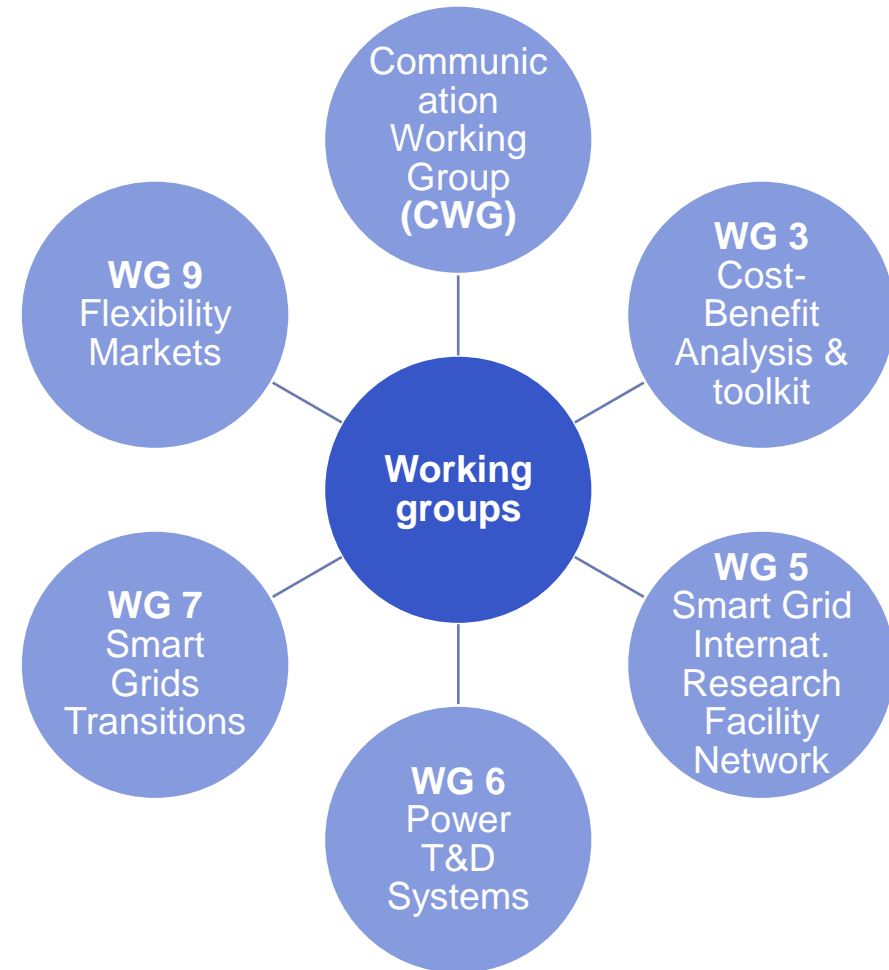 Communic
ation
Working
Group
(CWG)
WG 3
Cost-
Benefit
Analysis &
toolkit
WG 5
Smart Grid
Internat.
Research
Facility
Network
WG 6
Power
T&D
Systems
WG 7
Smart
Grids
Transitions
WG 9
Flexibility
Markets
Working
groups